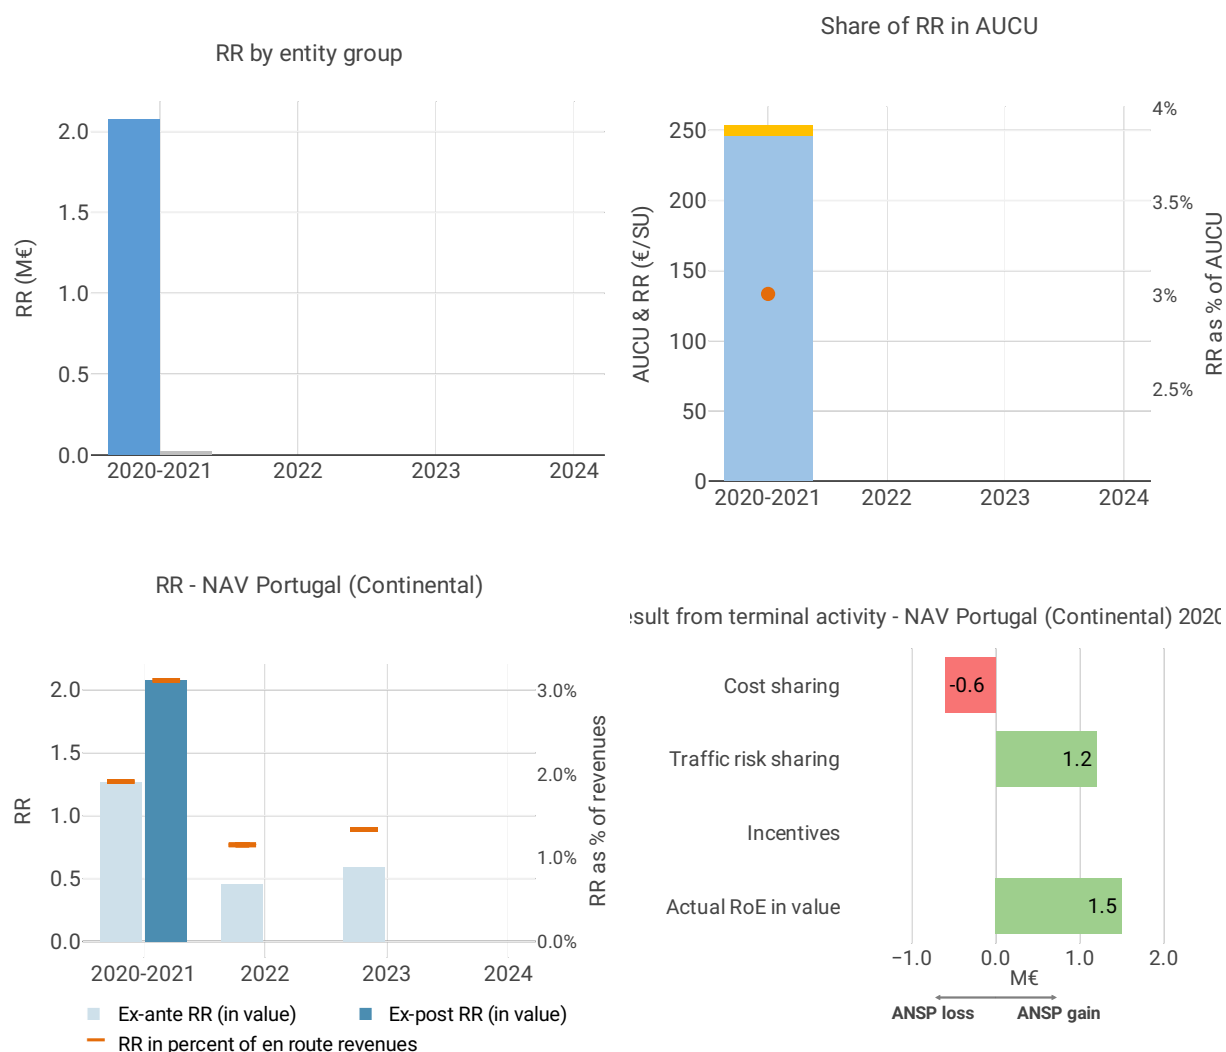 RR by entity group
RR (M€)
2.0
1.5
1.0
0.5
0.0
2020-2021 2022 2023 2024
Share of RR in AUCU
AUCU & RR (€/SU)
250
200
150
100
50
0
4%
3.5%
3%
2.5%
RR as % of AUCU
2020-2021 2022 2023 2024
RR - NAV Portugal (Continental)
RR
2.0
1.5
1.0
0.5
0.0
3.0%
2.0%
1.0%
0.0%
RR as % of revenues
2020-2021 2022 2023 2024
Ex-ante RR (in value) Ex-post RR (in value)
RR in percent of en route revenues
sult from terminal activity - NAV Portugal (Continental) 202
Cost sharing -0.6
Traffic risk sharing 1.2
Incentives
Actual RoE in value 1.5
−1.0 0.0 1.0 2.0
M€
ANSP loss ANSP gain